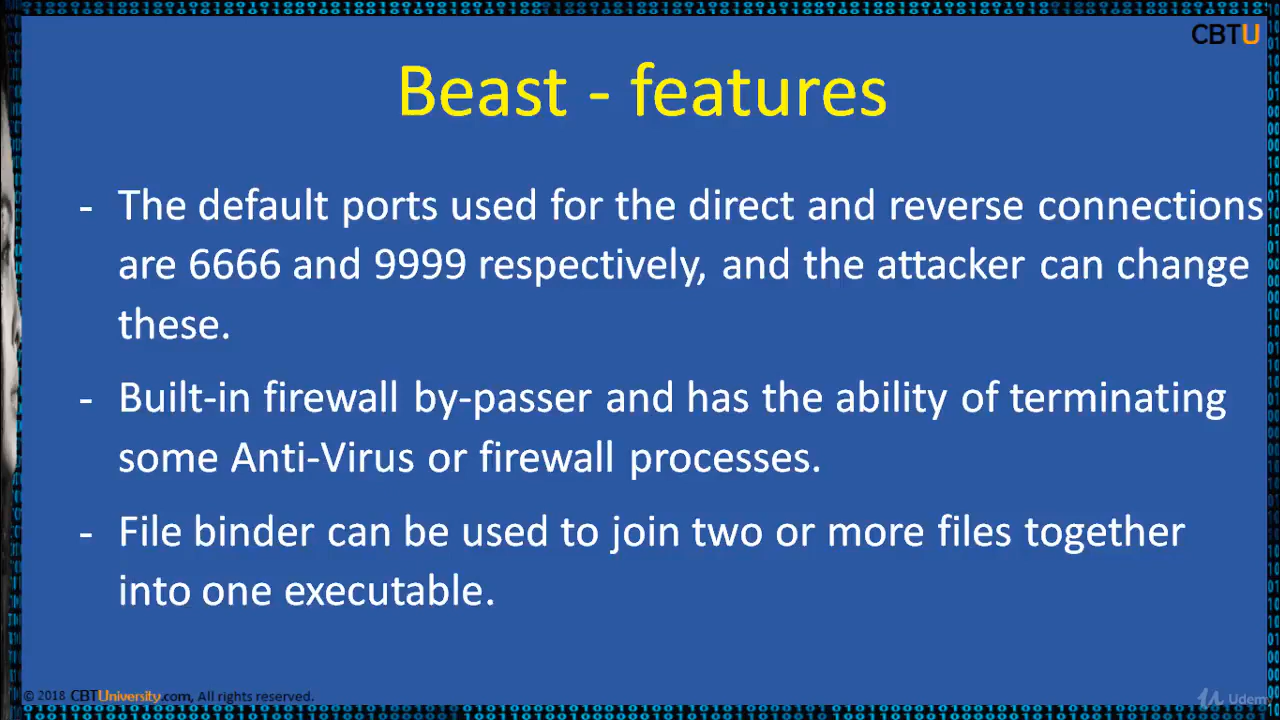 CBTU
Beast - features
- The default ports used for the direct and reverse connections
are 6666 and 9999 respectively, and the attacker can change
these.
- Built-in firewall by-passer and has the ability of terminating
some Anti-Virus or firewall processes.
- File binder can be used to join two or more files together
into one executable.
© 2018 CBTUniversity.com, All rights reserved.
Udemy